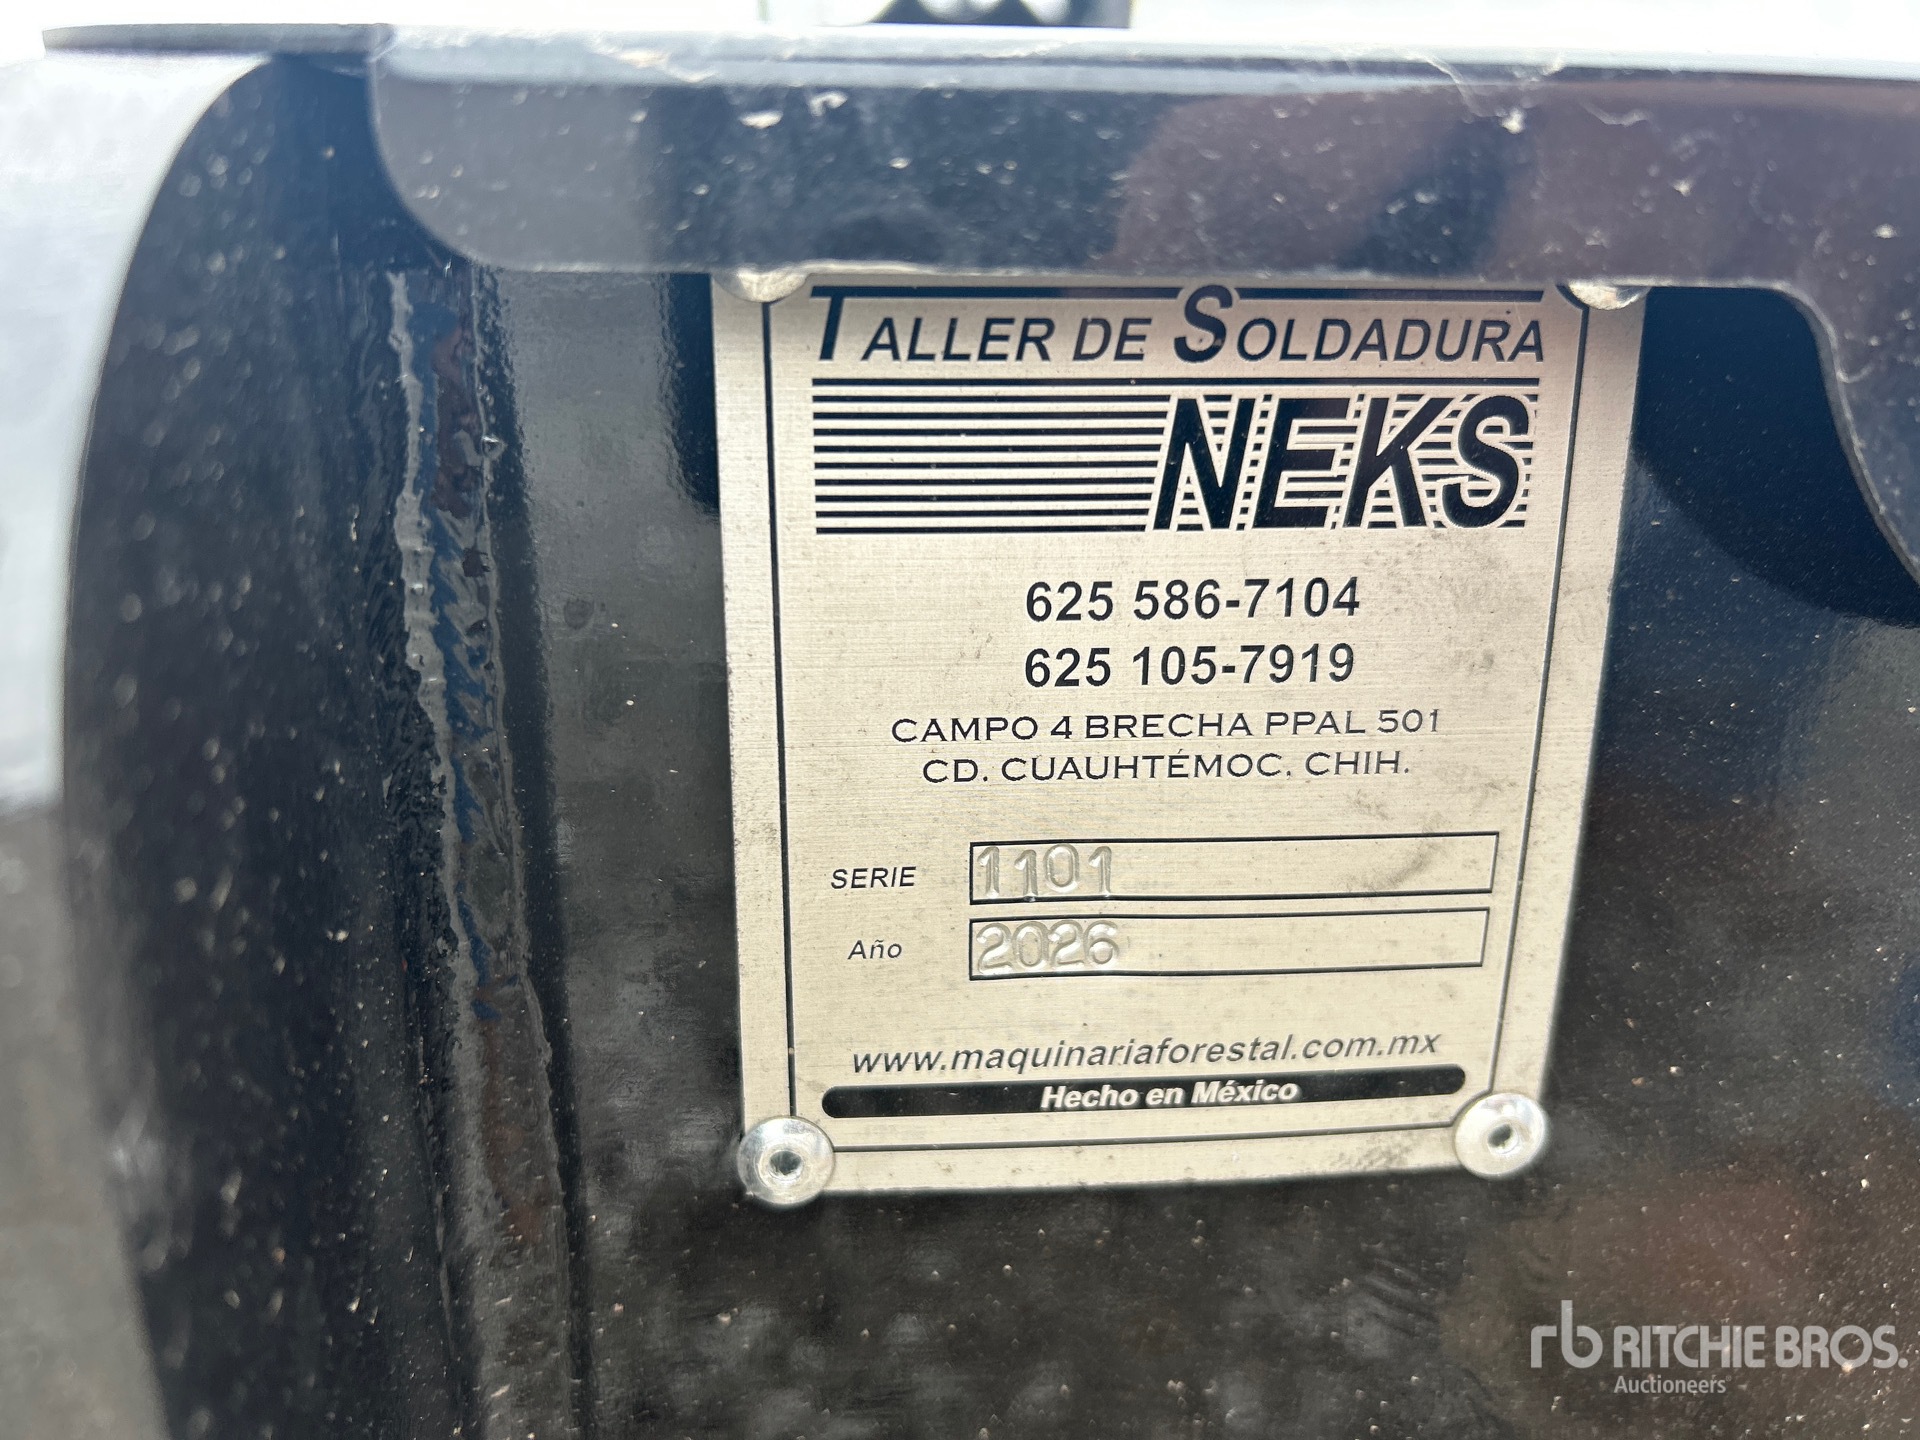 TALLER DE SOLDADURA
NEKS
625 586-7104
625 105-7919
CAMPO 4 BRECHA PPAL 501
CD. CUAUHTÉMOC, CHIH.
SERIE 1101
Año 2026
www.maquinariaforestal.com.mx
Hecho en México
rb RITCHIE BROS.
Auctioneers